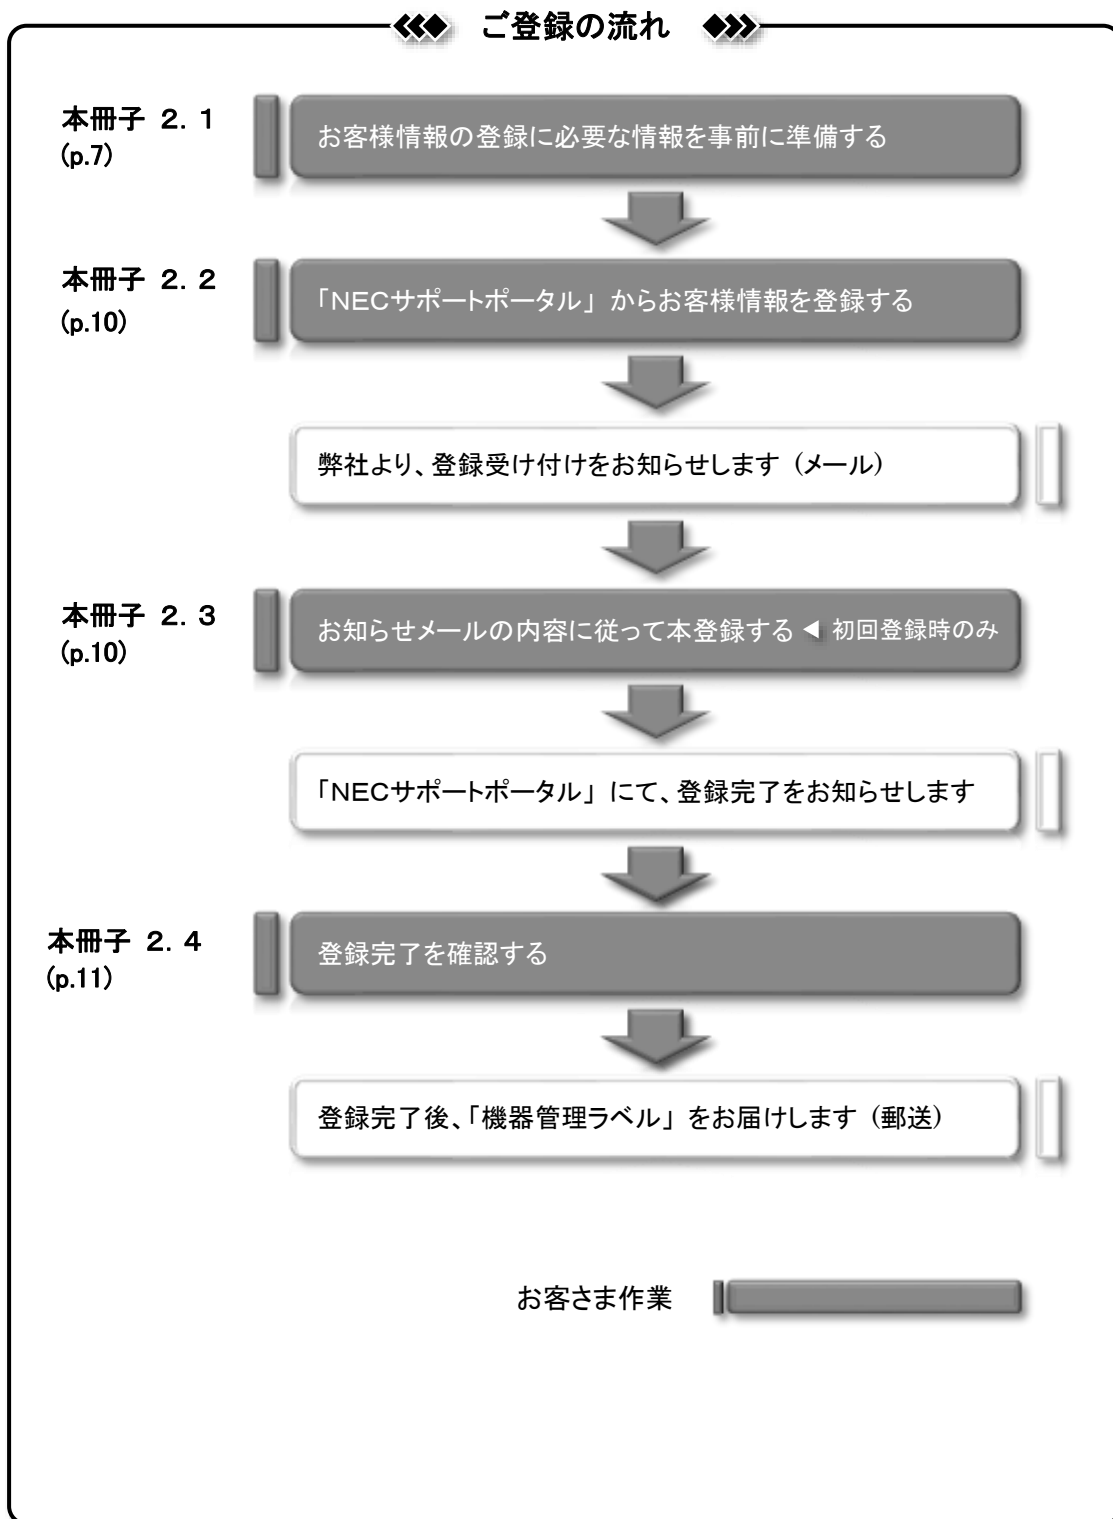 ご登録の流れ
本冊子 ２．１
(p.7)
お客様情報の登録に必要な情報を事前に準備する
本冊子 ２．２
(p.10)
「ＮＥＣサポートポータル」 からお客様情報を登録する
弊社より、登録受け付けをお知らせします （メール）
本冊子 ２．３
(p.10)
お知らせメールの内容に従って本登録する ◀ 初回登録時のみ
「ＮＥＣサポートポータル」 にて、登録完了をお知らせします
本冊子 ２．４
(p.11)
登録完了を確認する
登録完了後、「機器管理ラベル」 をお届けします （郵送）
お客さま作業